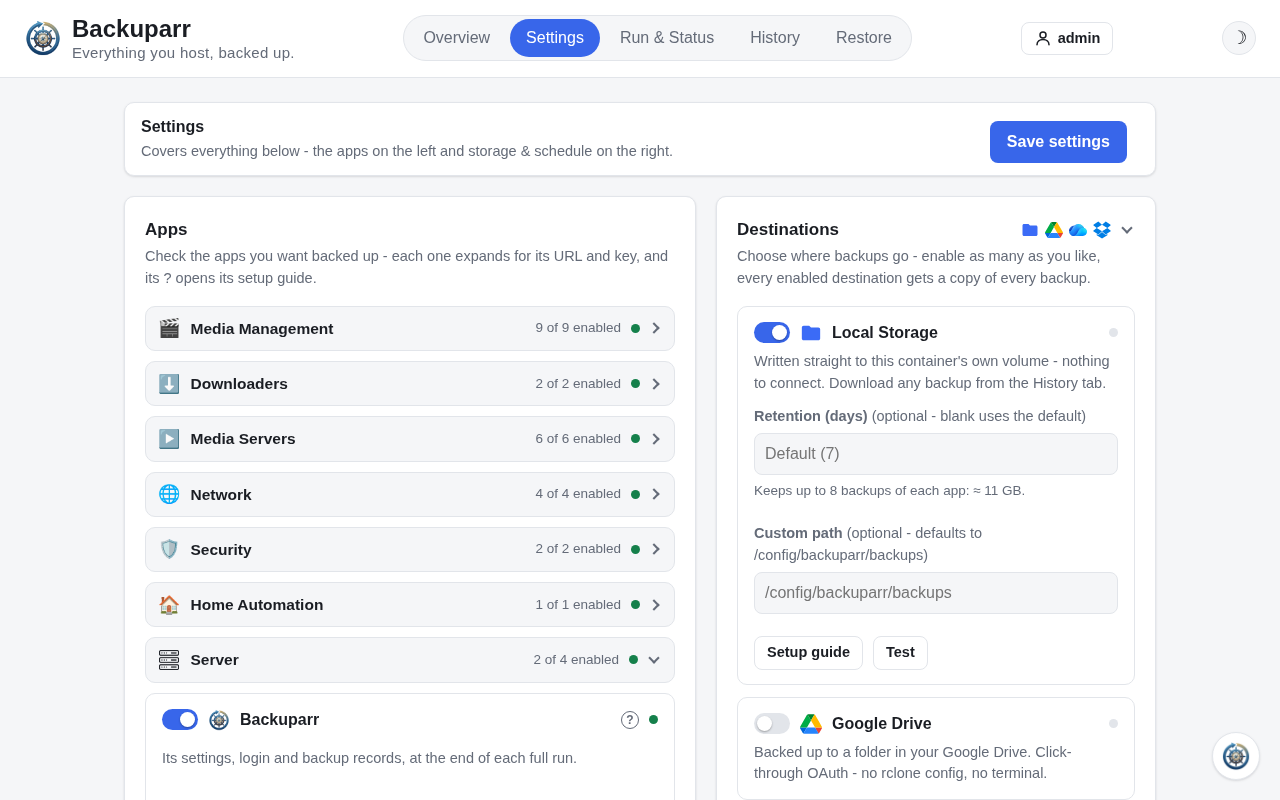 Backuparr
Everything you host, backed up.
Overview
Settings
Run & Status
History
Restore
admin
Settings
Covers everything below - the apps on the left and storage & schedule on the right.
Save settings
Apps
Check the apps you want backed up - each one expands for its URL and key, and
its ? opens its setup guide.
Media Management
9 of 9 enabled
Downloaders
2 of 2 enabled
Media Servers
6 of 6 enabled
Network
4 of 4 enabled
Security
2 of 2 enabled
Home Automation
1 of 1 enabled
Server
2 of 4 enabled
Backuparr
?
Its settings, login and backup records, at the end of each full run.
Destinations
Choose where backups go - enable as many as you like,
every enabled destination gets a copy of every backup.
Local Storage
Written straight to this container's own volume - nothing
to connect. Download any backup from the History tab.
Retention (days) (optional - blank uses the default)
Default (7)
Keeps up to 8 backups of each app: ≈ 11 GB.
Custom path (optional - defaults to
/config/backuparr/backups)
/config/backuparr/backups
Setup guide
Test
Google Drive
Backed up to a folder in your Google Drive. Click-
through OAuth - no rclone config, no terminal.